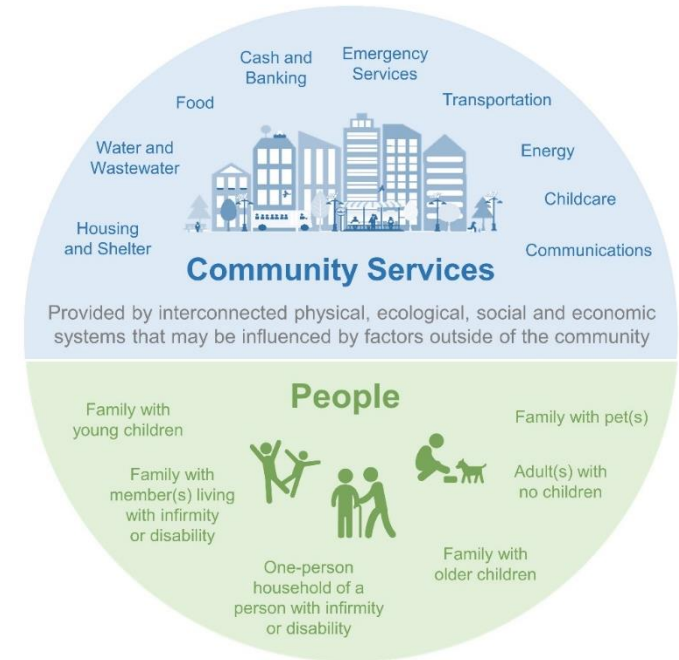 Cash and
Banking
Emergency
Services
Food
Transportation
Water and
Wastewater
Energy
Childcare
Housing
and Shelter
Communications
Community Services
Provided by interconnected physical, ecological, social and economic
systems that may be influenced by factors outside of the community
People
Family with
young children
Family with pet(s)
Family with
member(s) living
with infirmity
or disability
Adult(s) with
no children
One-person
household of a
person with infirmity
or disability
Family with
older children